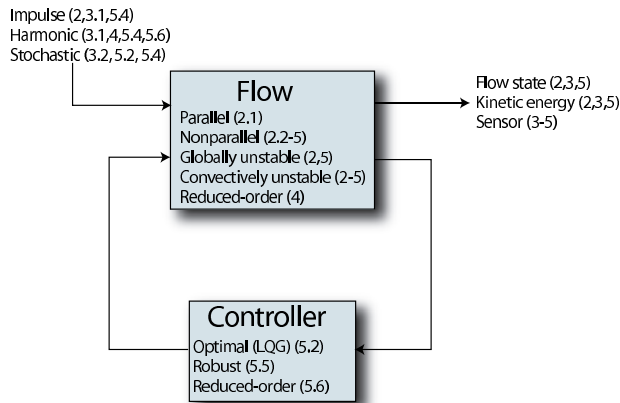 Impulse (2,3.1,5.4)
Harmonic (3.1,4,5.4,5.6)
Stochastic (3.2, 5.2, 5.4)
Flow
Parallel (2.1)
Nonparallel (2.2-5)
Globally unstable (2,5)
Convectively unstable (2-5)
Reduced-order (4)
Flow state (2,3,5)
Kinetic energy (2,3,5)
Sensor (3-5)
Controller
Optimal (LQG) (5.2)
Robust (5.5)
Reduced-order (5.6)